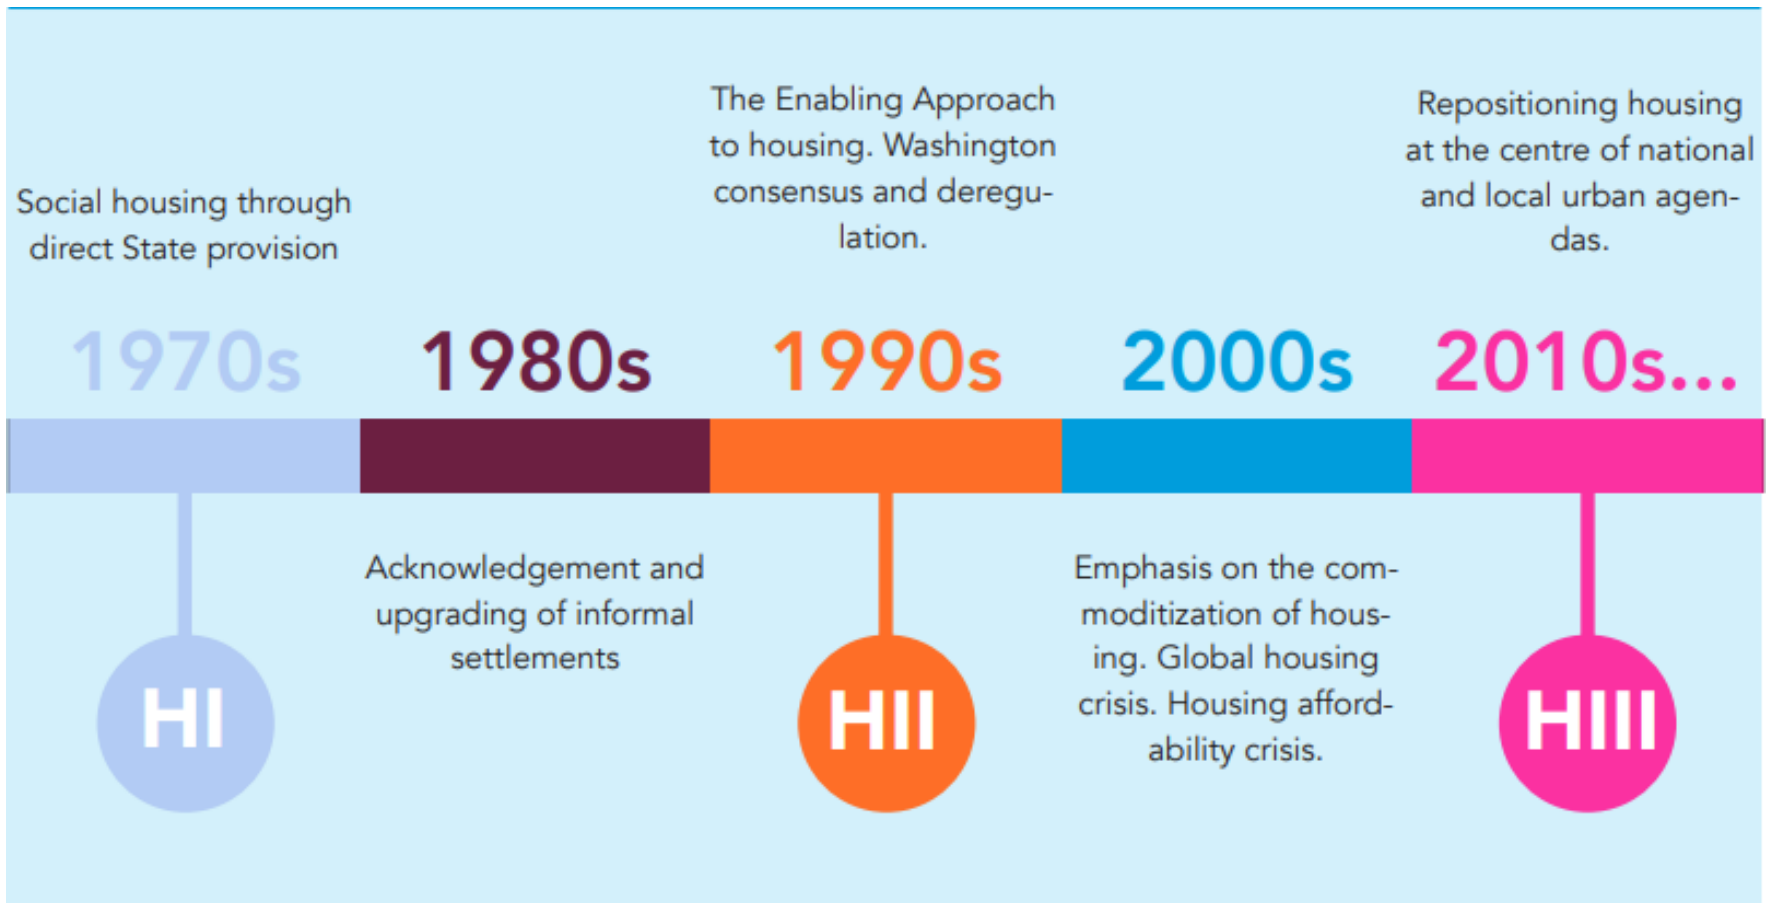 Social housing through
direct State provision
The Enabling Approach
to housing. Washington
consensus and deregu-
lation.
Repositioning housing
at the centre of national
and local urban agen-
das.
1970s
1980s
1990s
2000s
2010s...
HI
Acknowledgement and
upgrading of informal
settlements
HII
Emphasis on the com-
moditization of hous-
ing. Global housing
crisis. Housing afford-
ability crisis.
HIII